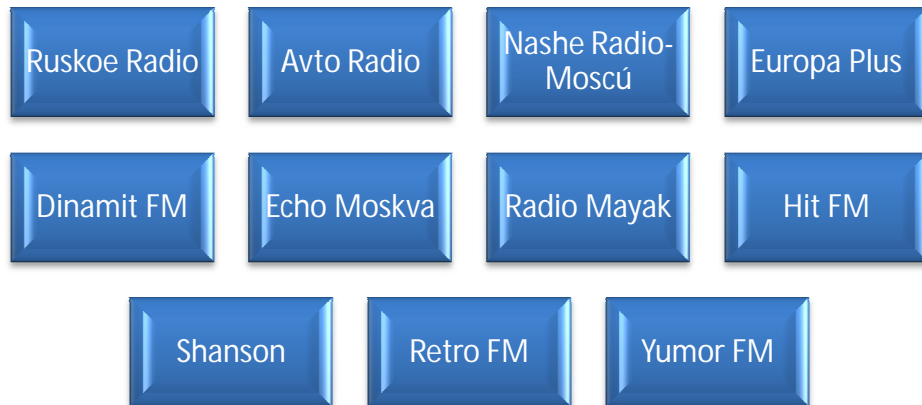 Ruskoe Radio
Avto Radio
Nashe Radio-
Moscú
Europa Plus
Dinamit FM
Echo Moskva
Radio Mayak
Hit FM
Shanson
Retro FM
Yumor FM